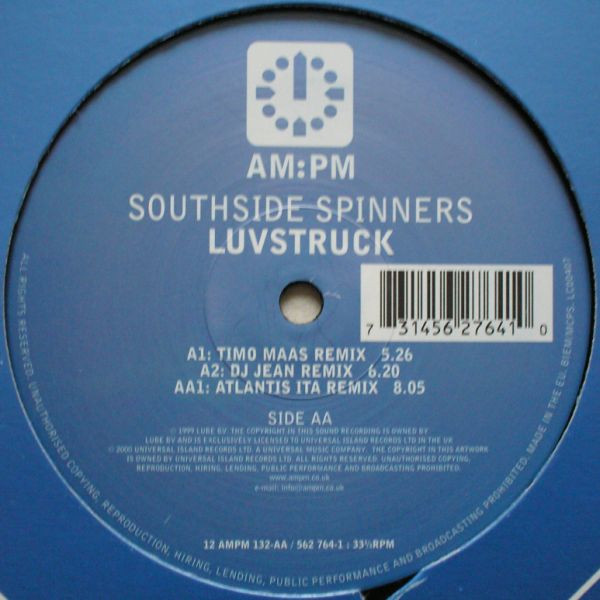 AM:PM
SOUTHSIDE SPINNERS
LUVSTRUCK
7 31456 27641 0
A1: TIMO MAAS REMIX 5.26
A2: DJ JEAN REMIX 6.20
AA1: ATLANTIS ITA REMIX 8.05
SIDE AA
℗ 1999 LUBE BV. THE COPYRIGHT IN THIS SOUND RECORDING IS OWNED BY
LUBE BV AND IS EXCLUSIVELY LICENSED TO UNIVERSAL ISLAND RECORDS LTD IN THE UK
© 2000 UNIVERSAL ISLAND RECORDS LTD. A UNIVERSAL MUSIC COMPANY. THE COPYRIGHT IN THIS ARTWORK
IS OWNED BY UNIVERSAL ISLAND RECORDS LTD. ALL RIGHTS RESERVED. UNAUTHORISED COPYING,
REPRODUCTION, HIRING, LENDING, PUBLIC PERFORMANCE AND BROADCASTING PROHIBITED.
www.ampm.co.uk
e-mail: info@ampm.co.uk
12 AMPM 132-AA / 562 764-1 : 33⅓RPM
ALL RIGHTS RESERVED. UNAUTHORISED COPYING, REPRODUCTION, HIRING, LENDING, PUBLIC PERFORMANCE AND BROADCASTING PROHIBITED. MADE IN THE EU. BIEM/MCPS. LC00407